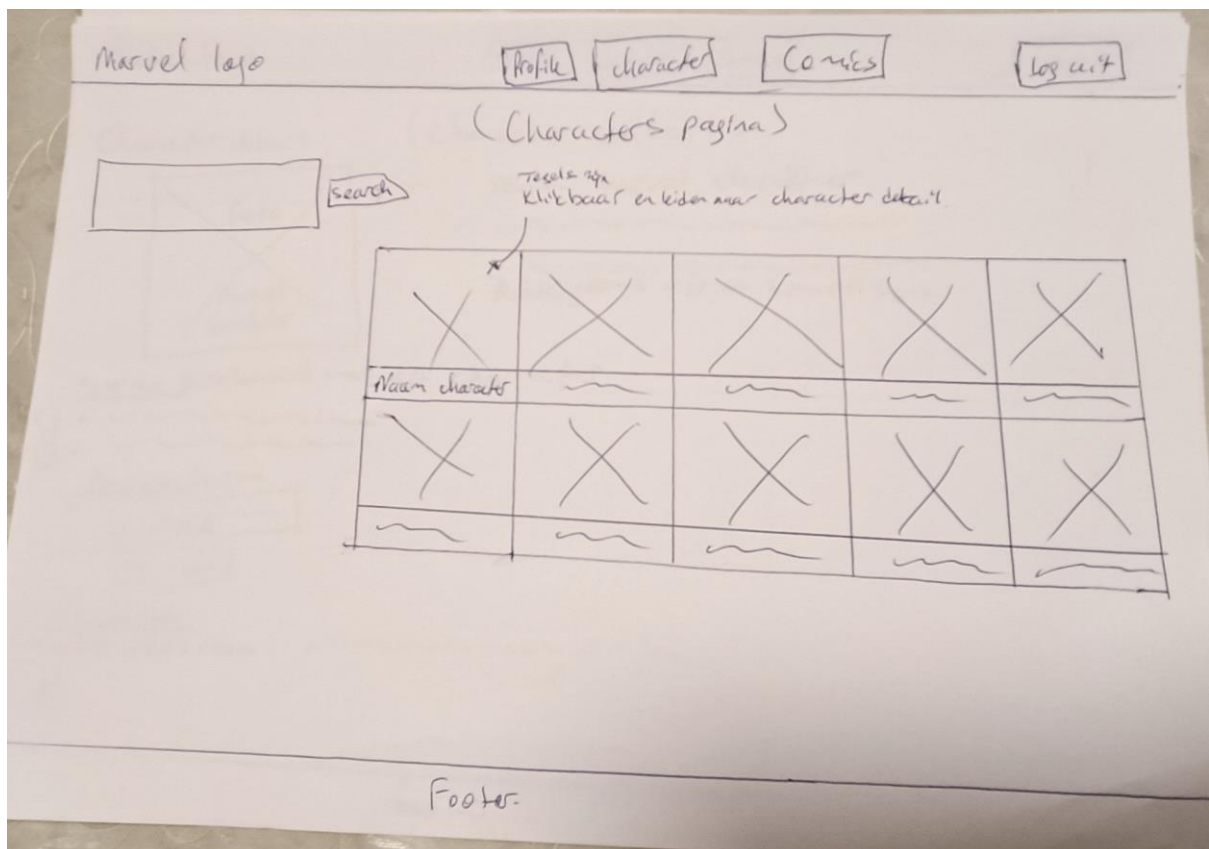 Marvel logo
Profile
character
Comics
Log uit
(Characters pagina)
search
Tegels zijn
Klikbaar en leiden naar character detail
Naam character
Footer.